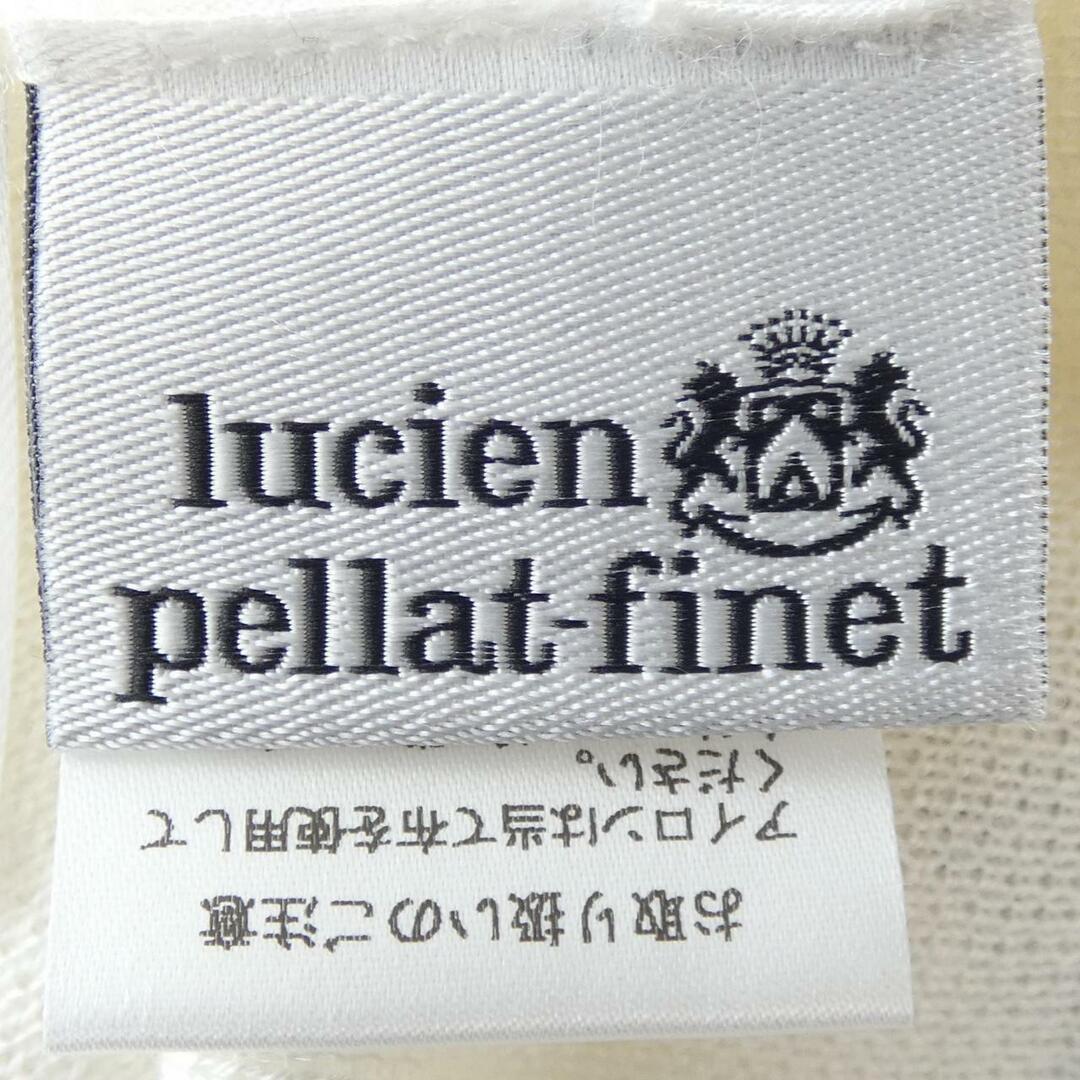 lucien
pellat-finet
お取り扱いのご注意
アイロンは当て布を使用して
ください。